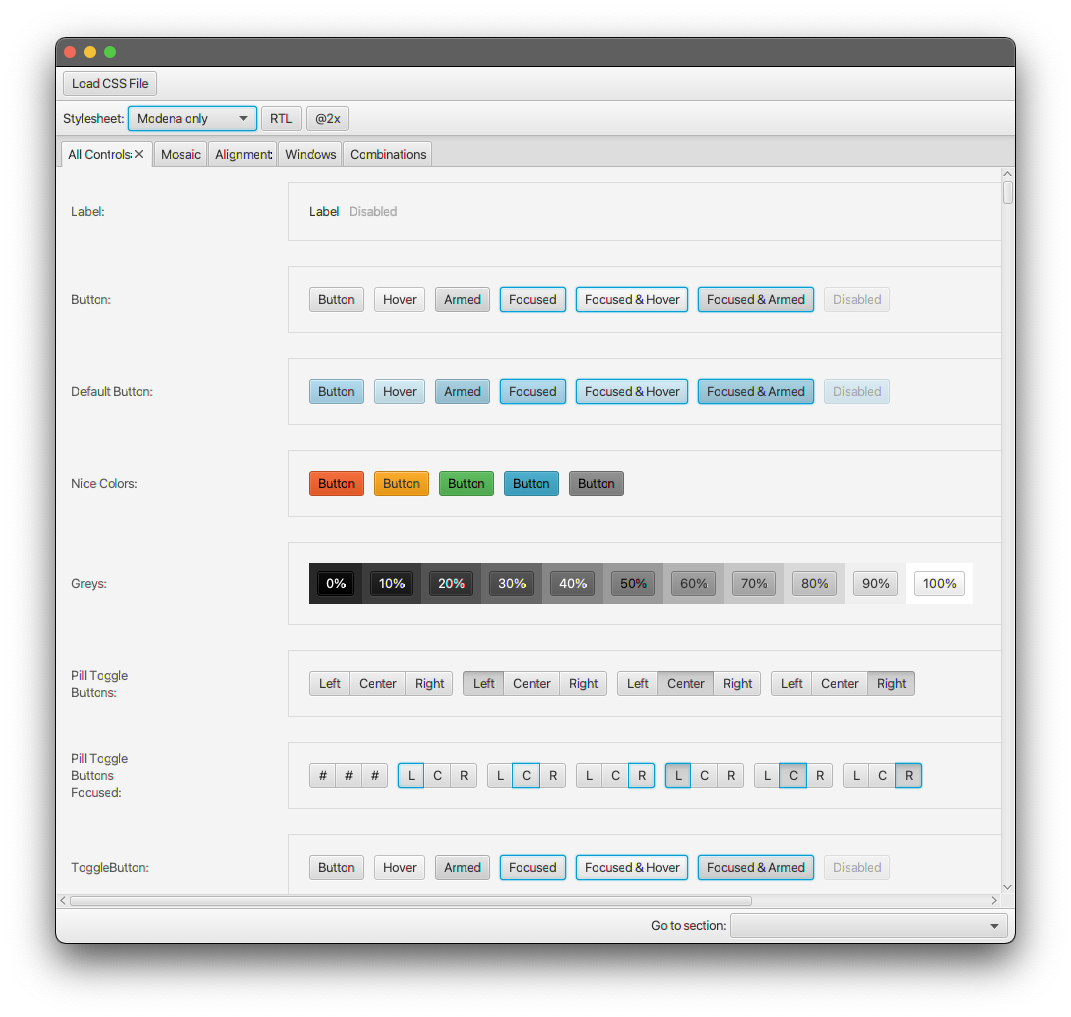 Load CSS File
Stylesheet: Modena only RTL @2x
All Controls Mosaic Alignment Windows Combinations
Label: Label Disabled
Button: Button Hover Armed Focused Focused & Hover Focused & Armed Disabled
Default Button: Button Hover Armed Focused Focused & Hover Focused & Armed Disabled
Nice Colors: Button Button Button Button Button
Greys: 0% 10% 20% 30% 40% 50% 60% 70% 80% 90% 100%
Pill Toggle
Buttons: Left Center Right Left Center Right Left Center Right Left Center Right
Pill Toggle
Buttons # # # L C R L C R L C R L C R L C R L C R
Focused:
ToggleButton: Button Hover Armed Focused Focused & Hover Focused & Armed Disabled
Go to section: